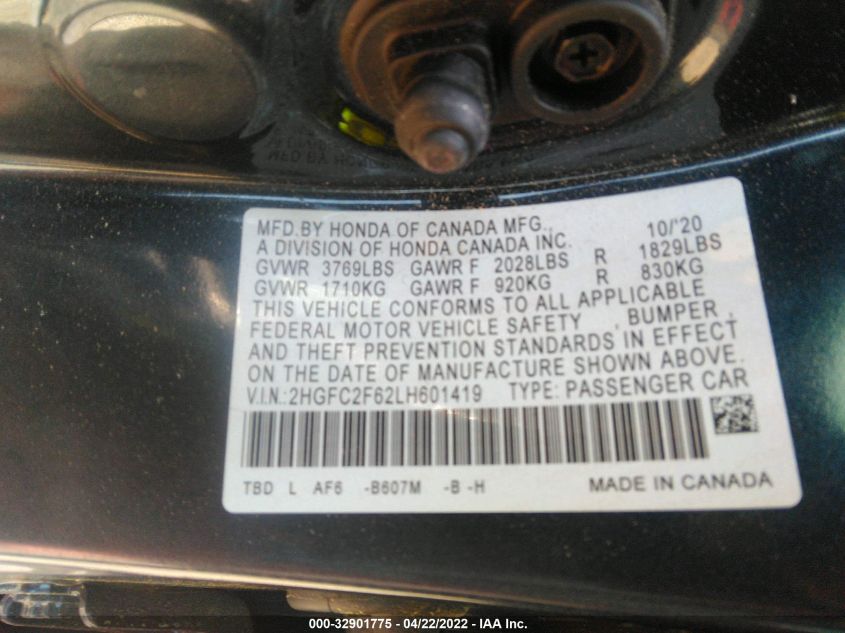 MFD.BY HONDA OF CANADA MFG., 10/'20
A DIVISION OF HONDA CANADA INC.
GVWR 3769LBS GAWR F 2028LBS R 1829LBS
GVWR 1710KG GAWR F 920KG R 830KG
THIS VEHICLE CONFORMS TO ALL APPLICABLE
FEDERAL MOTOR VEHICLE SAFETY , BUMPER ,
AND THEFT PREVENTION STANDARDS IN EFFECT
ON THE DATE OF MANUFACTURE SHOWN ABOVE.
V.I.N.:2HGFC2F62LH601419 TYPE: PASSENGER CAR
TBD L AF6 -B607M -B -H MADE IN CANADA
000-32901775 - 04/22/2022 - IAA Inc.